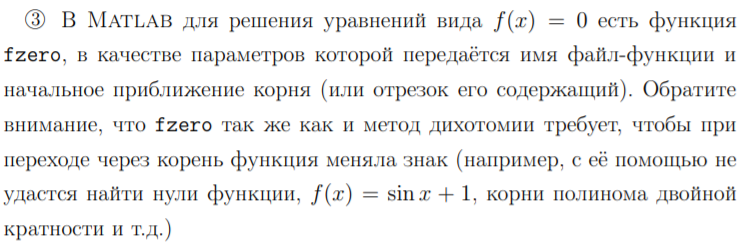 ③ В MATLAB для решения уравнений вида f(x) = 0 есть функция
fzero, в качестве параметров которой передаётся имя файл-функции и
начальное приближение корня (или отрезок его содержащий). Обратите
внимание, что fzero так же как и метод дихотомии требует, чтобы при
переходе через корень функция меняла знак (например, с её помощью не
удастся найти нули функции, f(x) = sin x + 1, корни полинома двойной
кратности и т.д.)